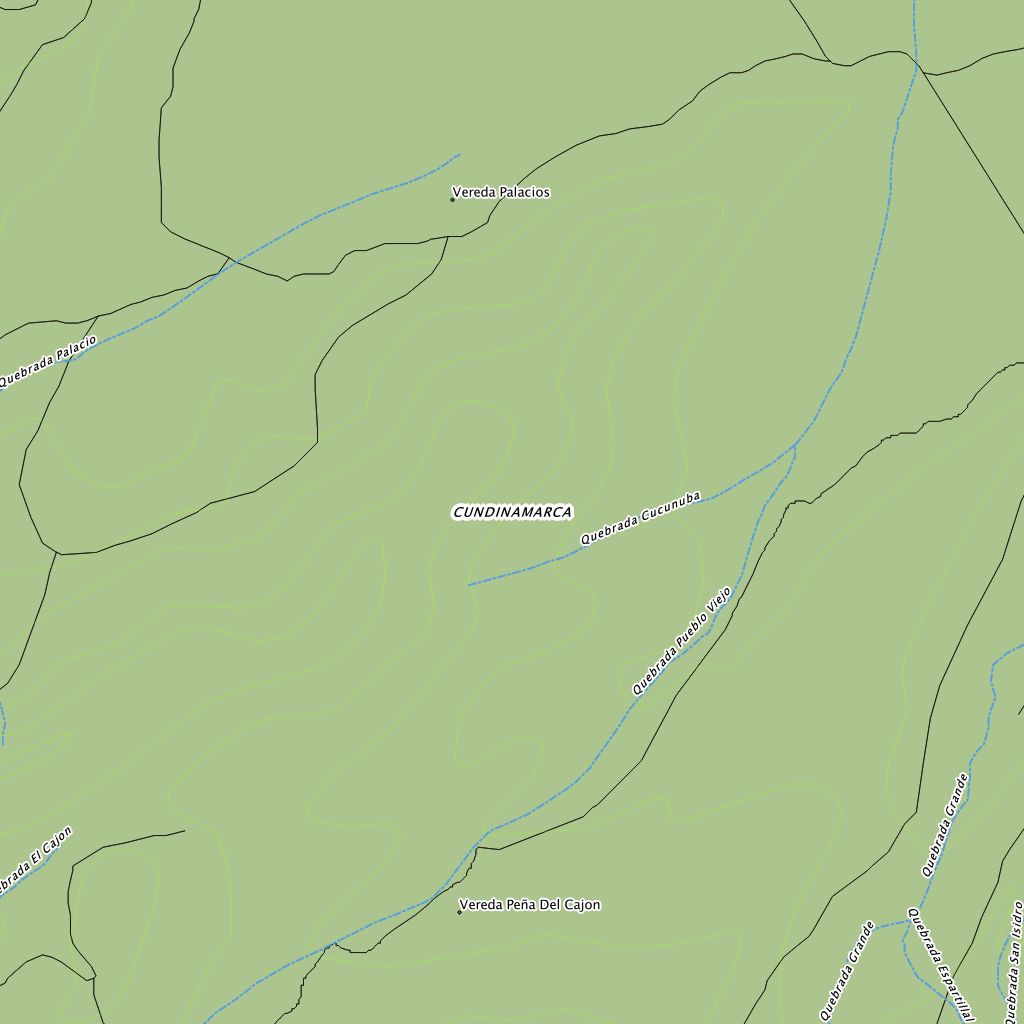 Vereda Palacios
Quebrada Palacio
CUNDINAMARCA
Quebrada Cucunuba
Quebrada Pueblo Viejo
Quebrada Grande
ebrada El Cajon
Vereda Peña Del Cajon
Quebrada Grande
Quebrada Espartillal
Quebrada San Isidro